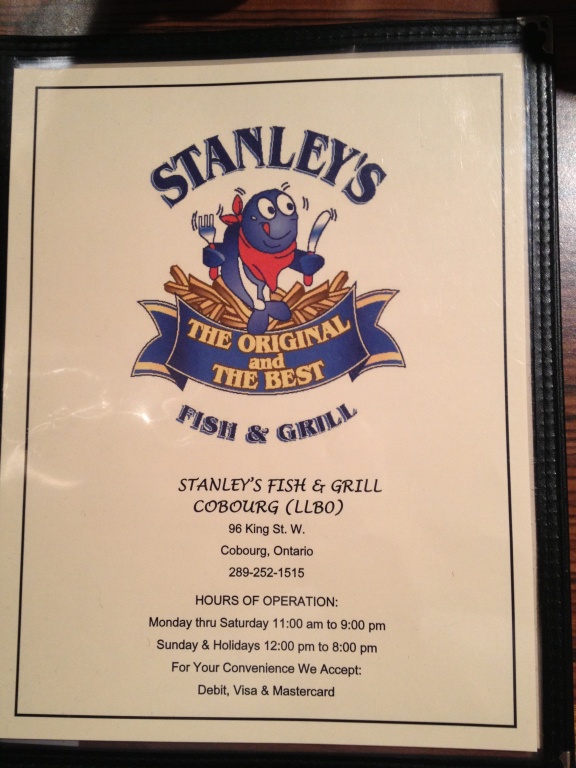 STANLEY'S
THE ORIGINAL
and
THE BEST
FISH & GRILL
STANLEY'S FISH & GRILL
COBOURG (LLBO)
96 King St. W.
Cobourg, Ontario
289-252-1515
HOURS OF OPERATION:
Monday thru Saturday 11:00 am to 9:00 pm
Sunday & Holidays 12:00 pm to 8:00 pm
For Your Convenience We Accept:
Debit, Visa & Mastercard